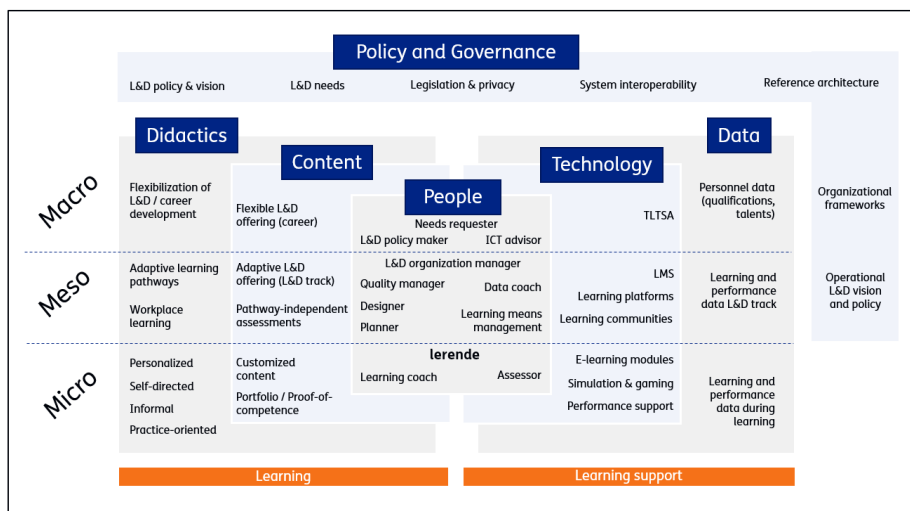 Policy and Governance
L&D policy & vision
L&D needs
Legislation & privacy
System interoperability
Reference architecture
Didactics
Data
Content
Technology
People
Macro
Flexibilization of
L&D / career
development
Flexible L&D
offering (career)
Needs requester
L&D policy maker
ICT advisor
TLTSA
Personnel data
(qualifications,
talents)
Organizational
frameworks
Meso
Adaptive learning
pathways
Workplace
learning
Adaptive L&D
offering (L&D track)
Pathway-independent
assessments
L&D organization manager
Quality manager
Designer
Planner
Data coach
Learning means
management
LMS
Learning platforms
Learning communities
Learning and
performance
data L&D track
Operational
L&D vision
and policy
Micro
Personalized
Self-directed
Informal
Practice-oriented
Customized
content
Portfolio / Proof-of-
competence
lerende
Learning coach
Assessor
E-learning modules
Simulation & gaming
Performance support
Learning and
performance
data during
learning
Learning
Learning support